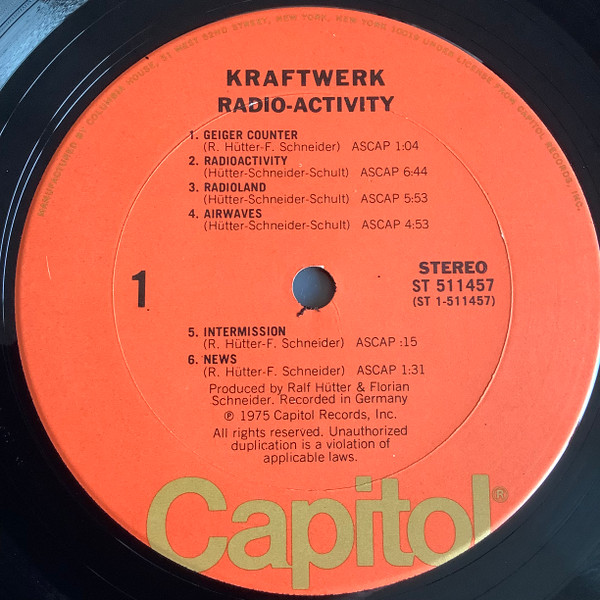 MANUFACTURED BY COLUMBIA HOUSE, 51 WEST 52ND STREET, NEW YORK, NEW YORK 10019 UNDER LICENSE FROM CAPITOL RECORDS, INC.
KRAFTWERK
RADIO-ACTIVITY
1. GEIGER COUNTER
(R. Hütter-F. Schneider) ASCAP 1:04
2. RADIOACTIVITY
(Hütter-Schneider-Schult) ASCAP 6:44
3. RADIOLAND
(Hütter-Schneider-Schult) ASCAP 5:53
4. AIRWAVES
(Hütter-Schneider-Schult) ASCAP 4:53
1
STEREO
ST 511457
(ST 1-511457)
5. INTERMISSION
(R. Hütter-F. Schneider) ASCAP :15
6. NEWS
(R. Hütter-F. Schneider) ASCAP 1:31
Produced by Ralf Hütter & Florian
Schneider. Recorded in Germany
℗ 1975 Capitol Records, Inc.
All rights reserved. Unauthorized
duplication is a violation of
applicable laws.
Capitol®